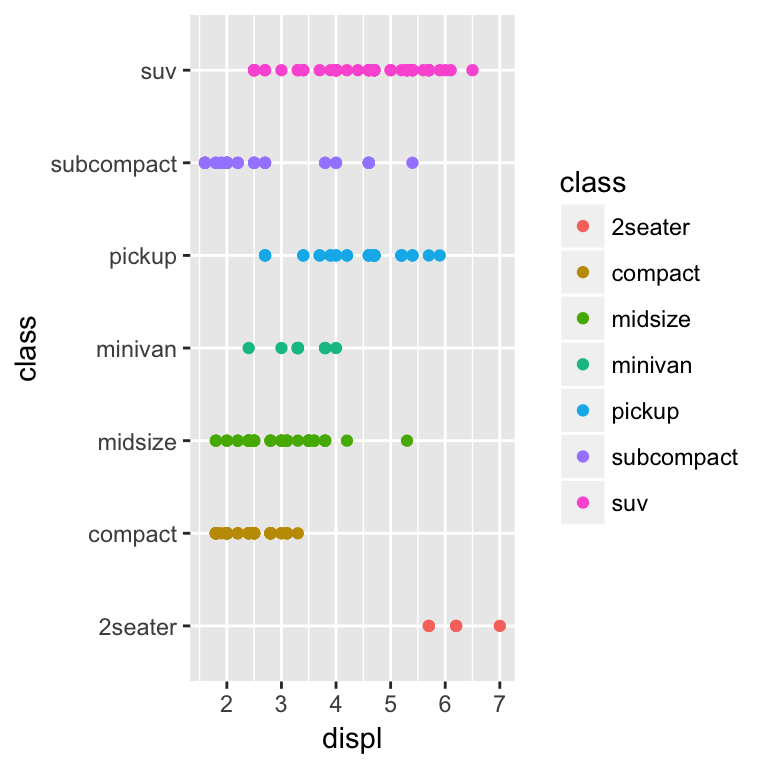 suv
subcompact
pickup
minivan
midsize
compact
2seater
class
2 3 4 5 6 7
displ
class
2seater
compact
midsize
minivan
pickup
subcompact
suv